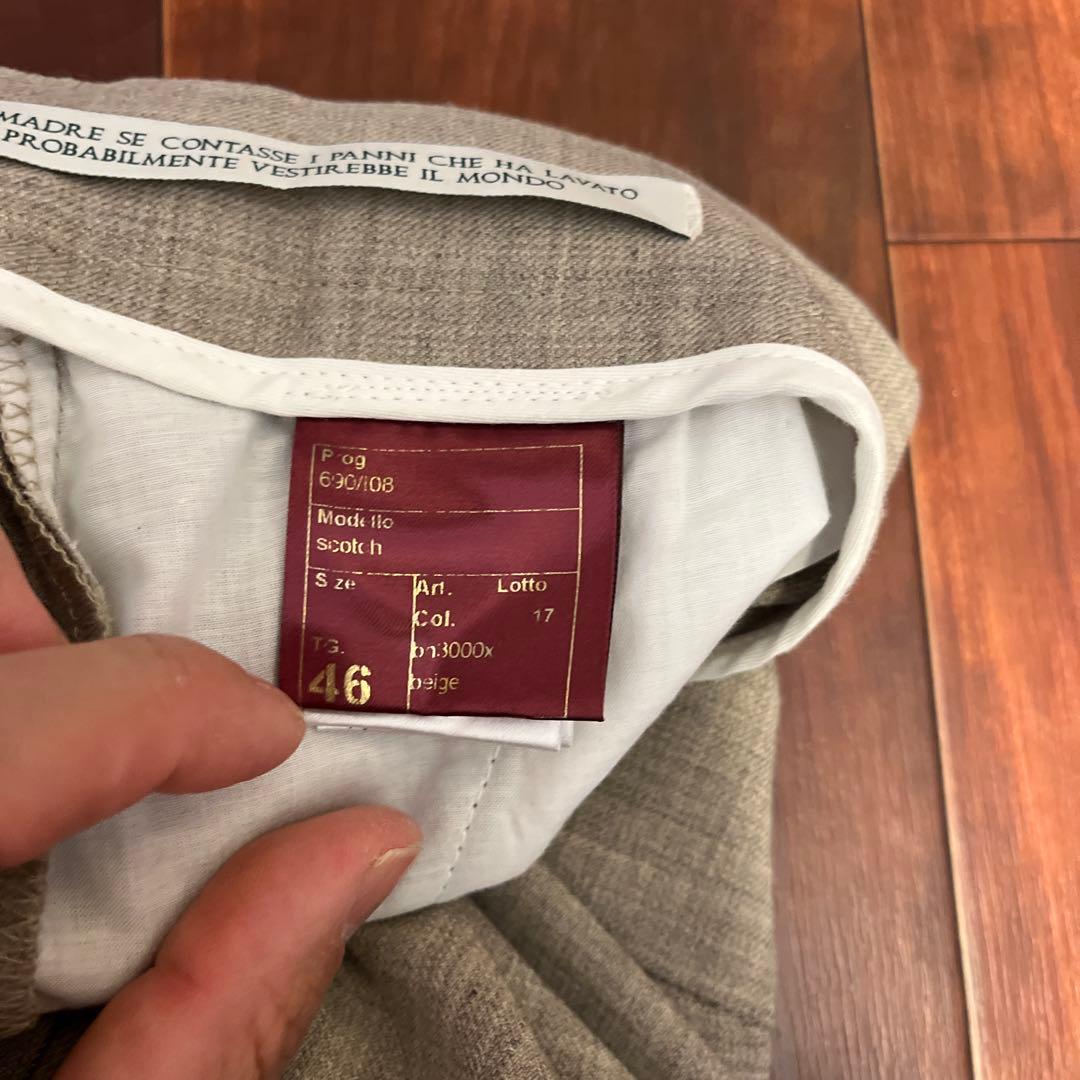 MADRE SE CONTASSE I PANNI CHE HA LAVATO
PROBABILMENTE VESTIREBBE IL MONDO
Prog
690/108
Modello
scotch
Size
Art. Lotto
Col. 17
TG. bn3000x
46 beige